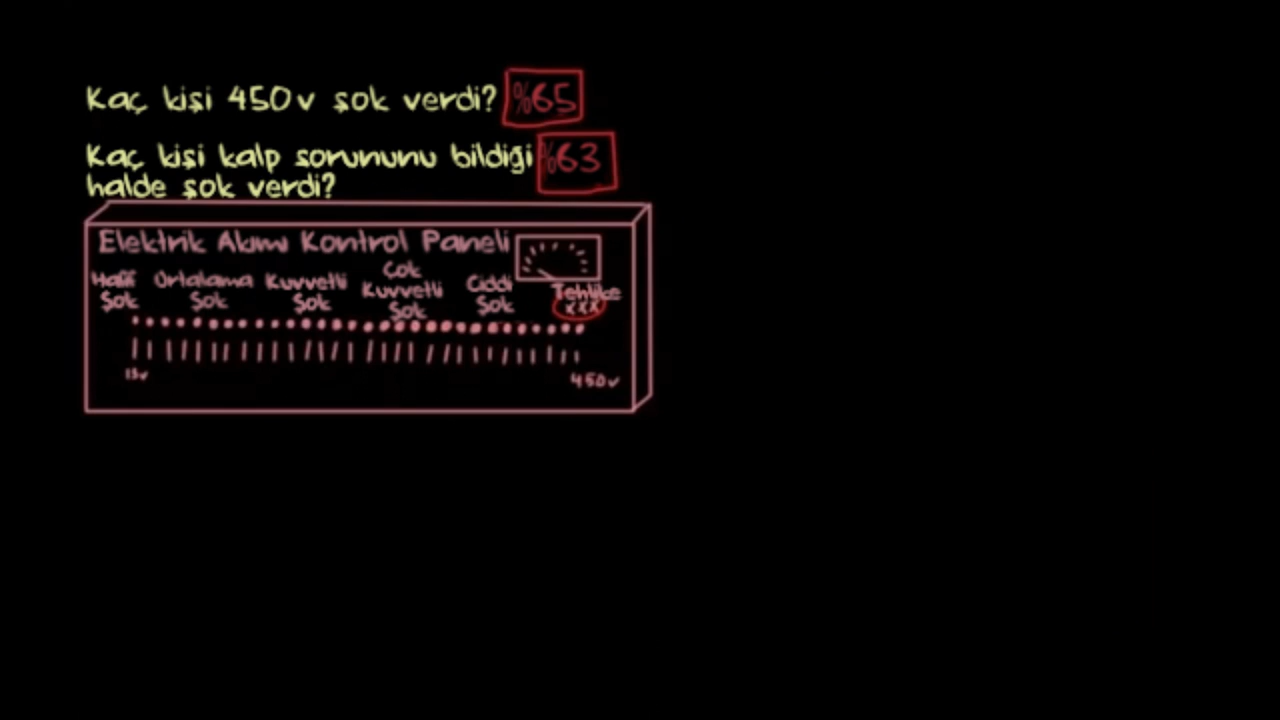 Kaç kişi 450v şok verdi? %65
Kaç kişi kalp sorununu bildiği %63
halde şok verdi?
Elektrik Akımı Kontrol Paneli
Hafif Şok
Ortalama Şok
Kuvvetli Şok
Çok Kuvvetli Şok
Ciddi Şok
Tehlike xxx
15v
450v